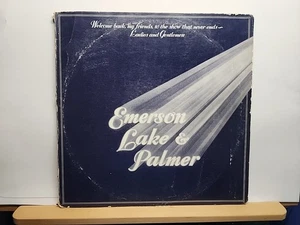 Welcome back, my friends, to the show that never ends—
Ladies and Gentlemen
Emerson
Lake &
Palmer